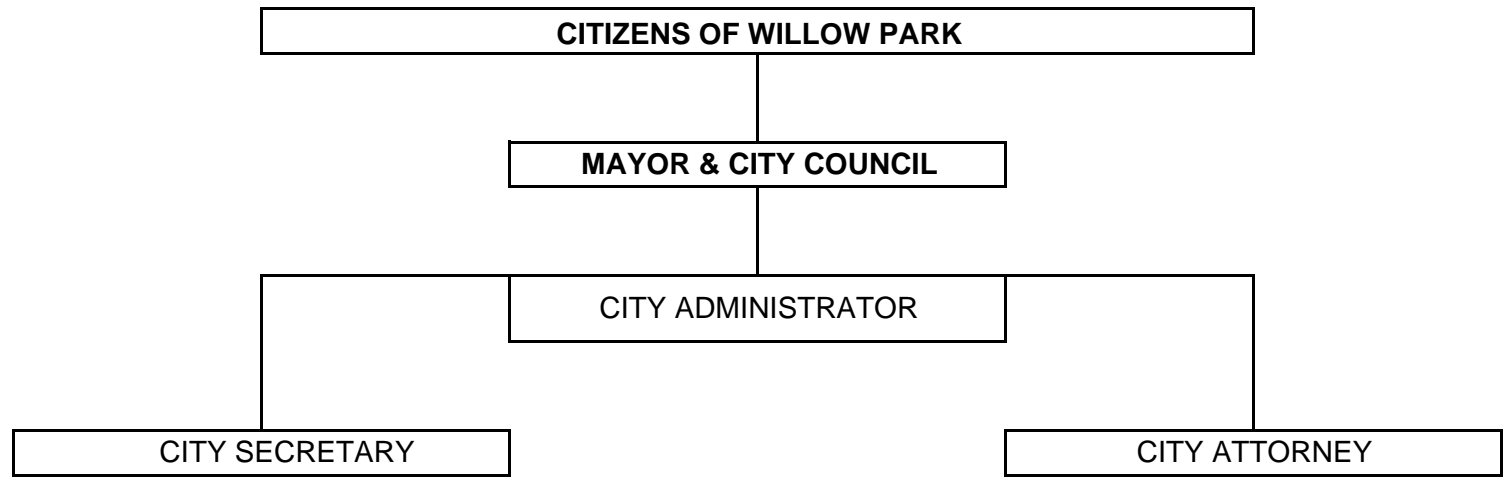 CITIZENS OF WILLOW PARK
MAYOR & CITY COUNCIL
CITY ADMINISTRATOR
CITY SECRETARY
CITY ATTORNEY